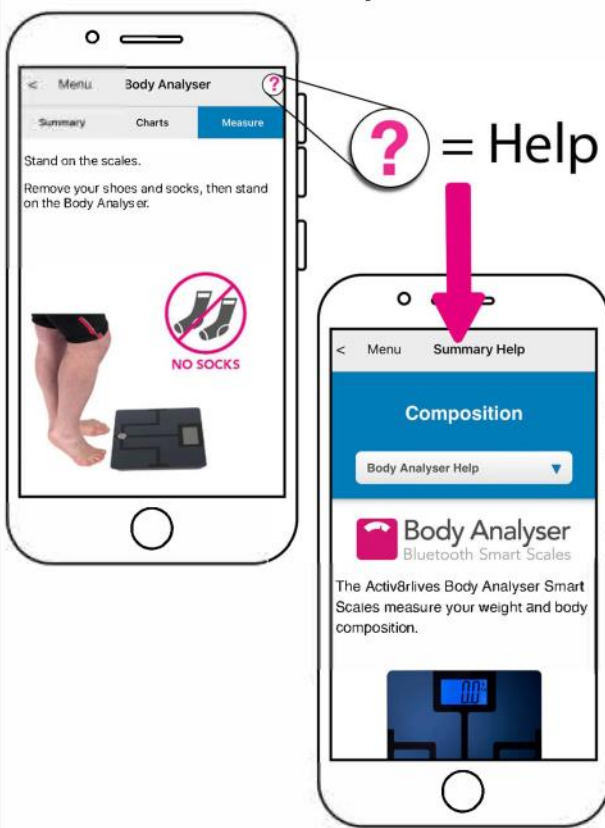 < Menu Body Analyser ?
Summary Charts Measure
Stand on the scales.
Remove your shoes and socks, then stand
on the Body Analyser.
NO SOCKS
? = Help
< Menu Summary Help
Composition
Body Analyser Help
Body Analyser
Bluetooth Smart Scales
The Activ8rlives Body Analyser Smart
Scales measure your weight and body
composition.
0.0